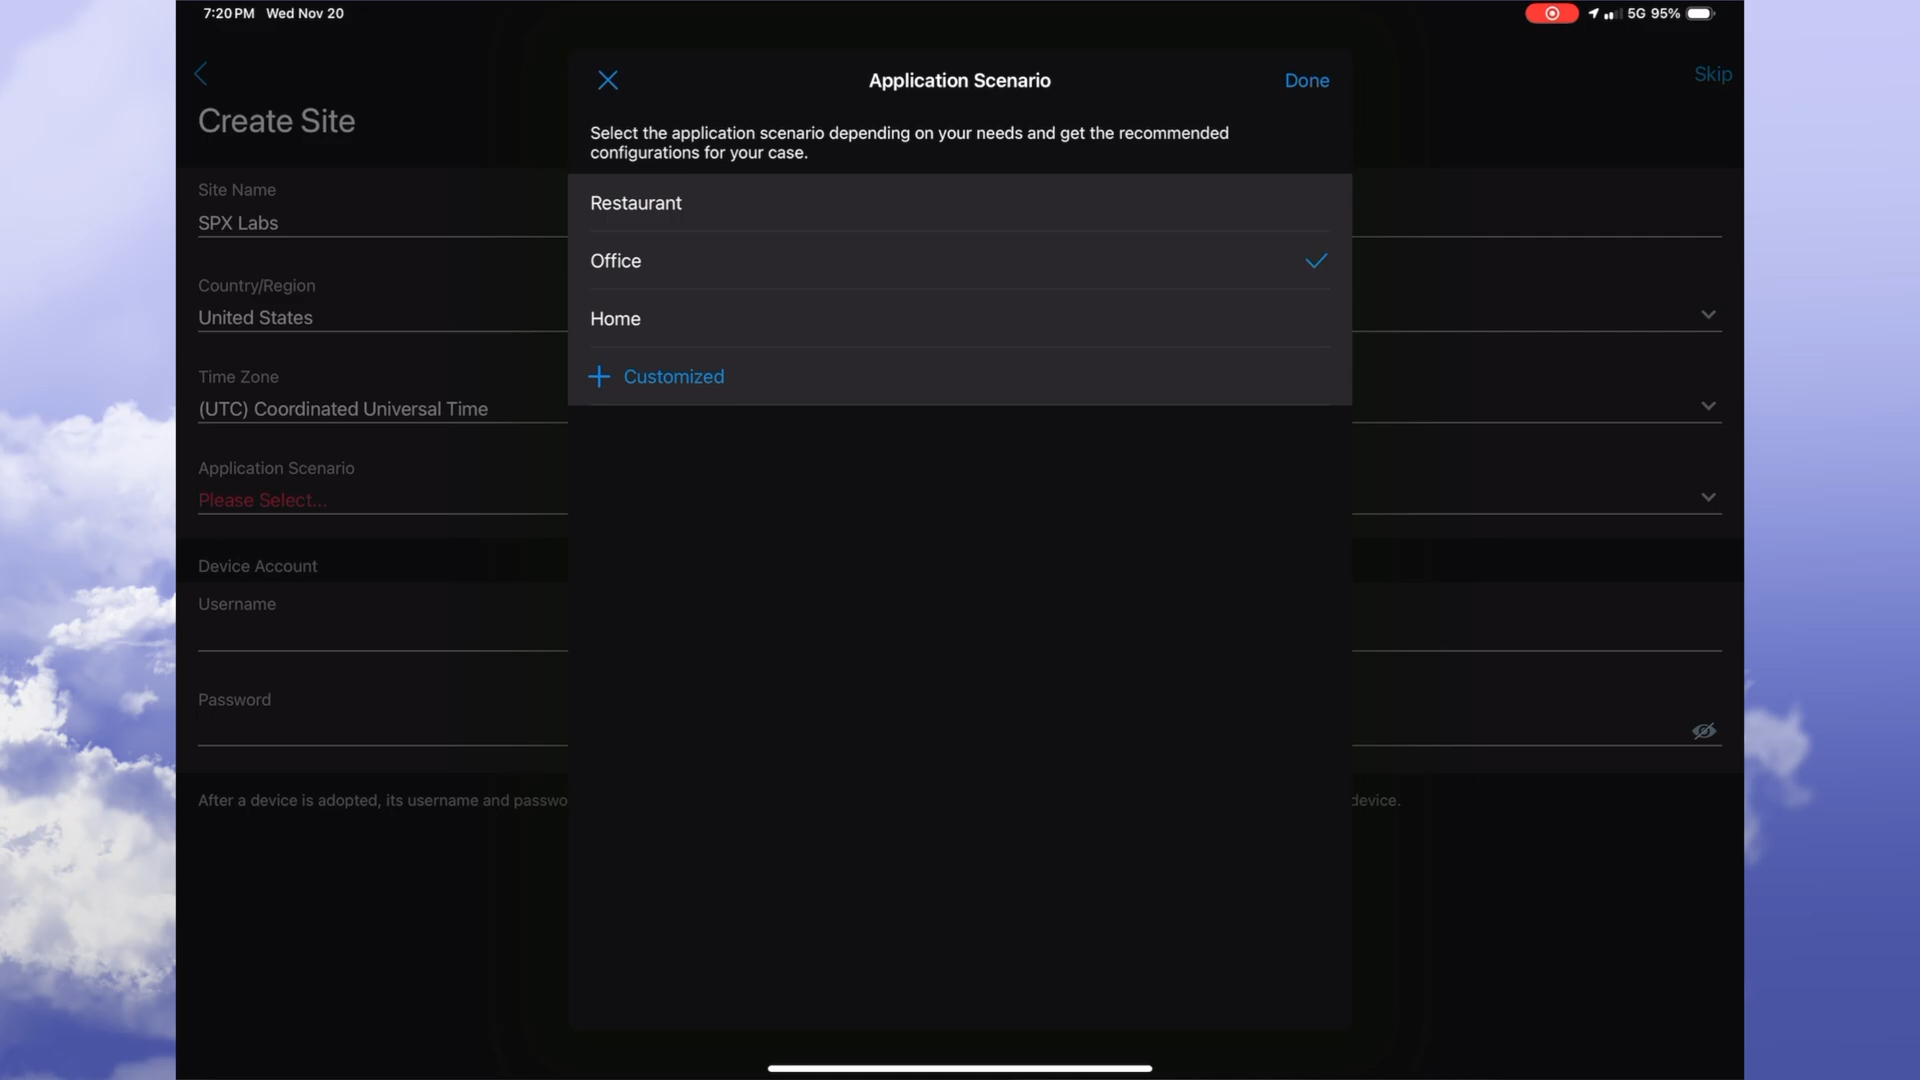 7:20 PM Wed Nov 20
5G 95%
Skip
Create Site
Site Name
SPX Labs
Country/Region
United States
Time Zone
(UTC) Coordinated Universal Time
Application Scenario
Please Select...
Device Account
Username
Password
After a device is adopted, its username and passwo
device.
Application Scenario
Done
Select the application scenario depending on your needs and get the recommended
configurations for your case.
Restaurant
Office
Home
Customized